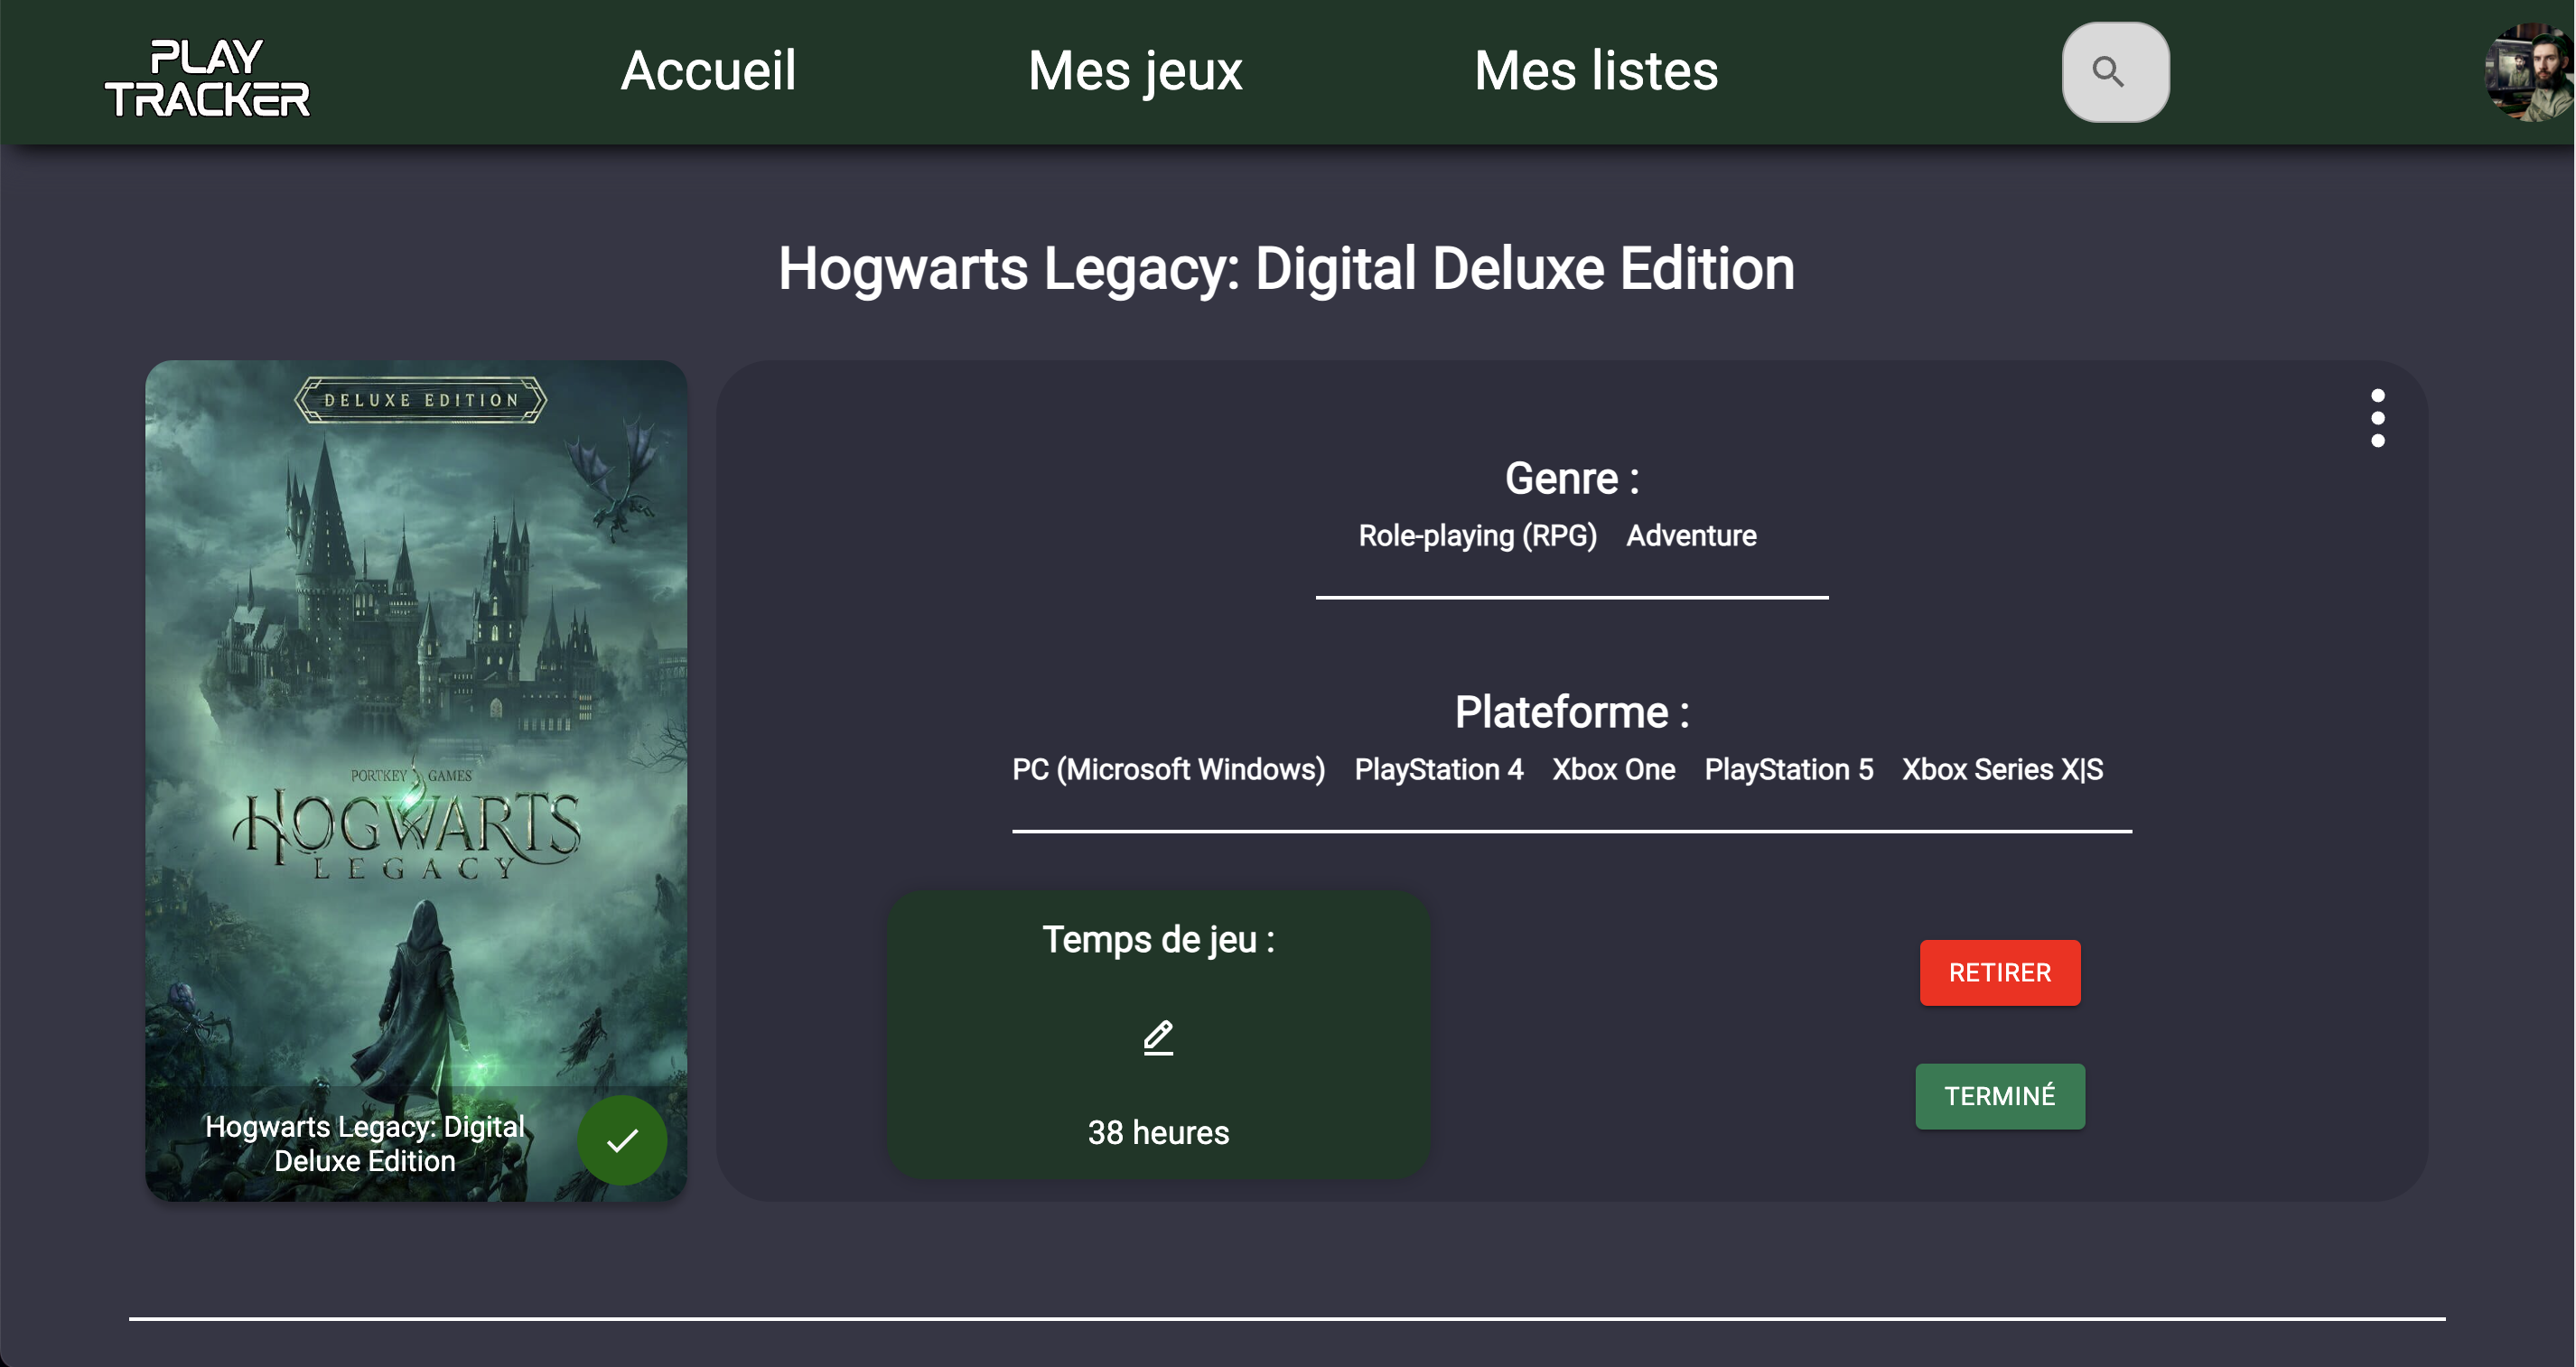 PLAY
TRACKER
Accueil
Mes jeux
Mes listes
Hogwarts Legacy: Digital Deluxe Edition
DELUXE EDITION
PORTKEY GAMES
HOGWARTS
LEGACY
Hogwarts Legacy: Digital
Deluxe Edition
Genre :
Role-playing (RPG) Adventure
Plateforme :
PC (Microsoft Windows) PlayStation 4 Xbox One PlayStation 5 Xbox Series X|S
Temps de jeu :
38 heures
RETIRER
TERMINÉ